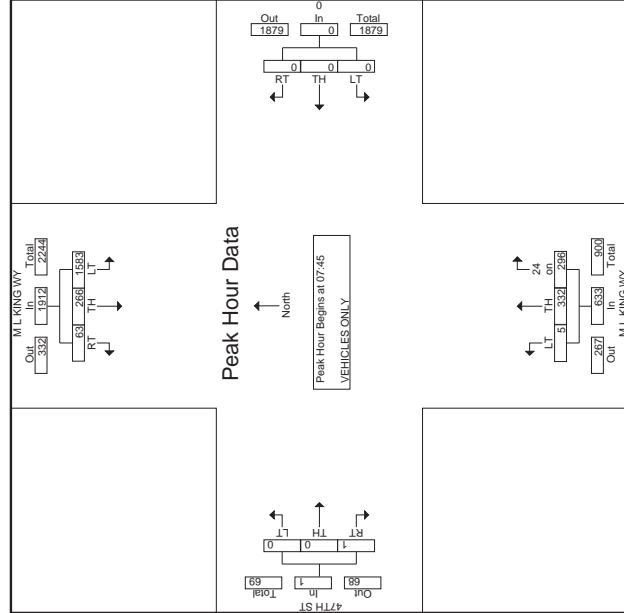 0
Out In Total
1879 0 1879
0 0 0
RT TH LT
M L KING WY
Out In Total
332 1912 2244
63 266 1583
RT TH LT
Peak Hour Data
North
Peak Hour Begins at 07:45
VEHICLES ONLY
LT TH 24 on
5 332 296
267 633 900
Out In Total
M L KING WY
LT TH RT
0 0 1
69 1 68
Total In Out
47TH ST